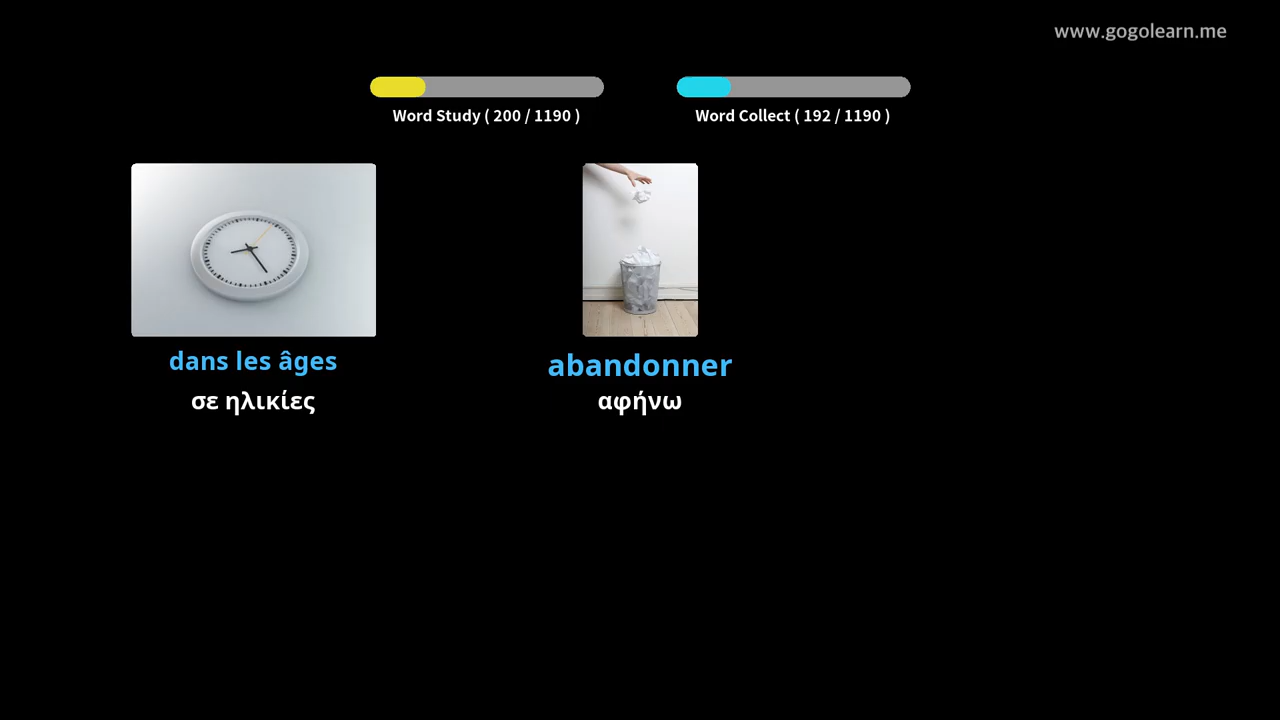 www.gogolearn.me
Word Study ( 200 / 1190 )
Word Collect ( 192 / 1190 )
dans les âges
σε ηλικίες
abandonner
αφήνω